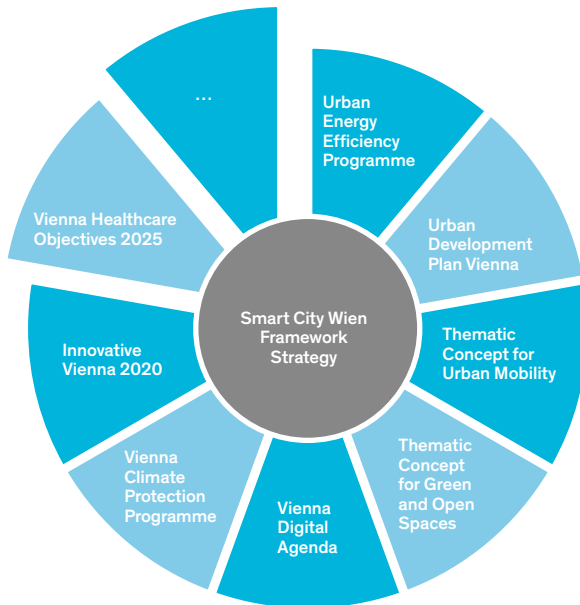 ...
Urban
Energy
Efficiency
Programme
Urban
Development
Plan Vienna
Thematic
Concept for
Urban Mobility
Thematic
Concept
for Green
and Open
Spaces
Vienna
Digital
Agenda
Vienna
Climate
Protection
Programme
Innovative
Vienna 2020
Vienna Healthcare
Objectives 2025
Smart City Wien
Framework
Strategy